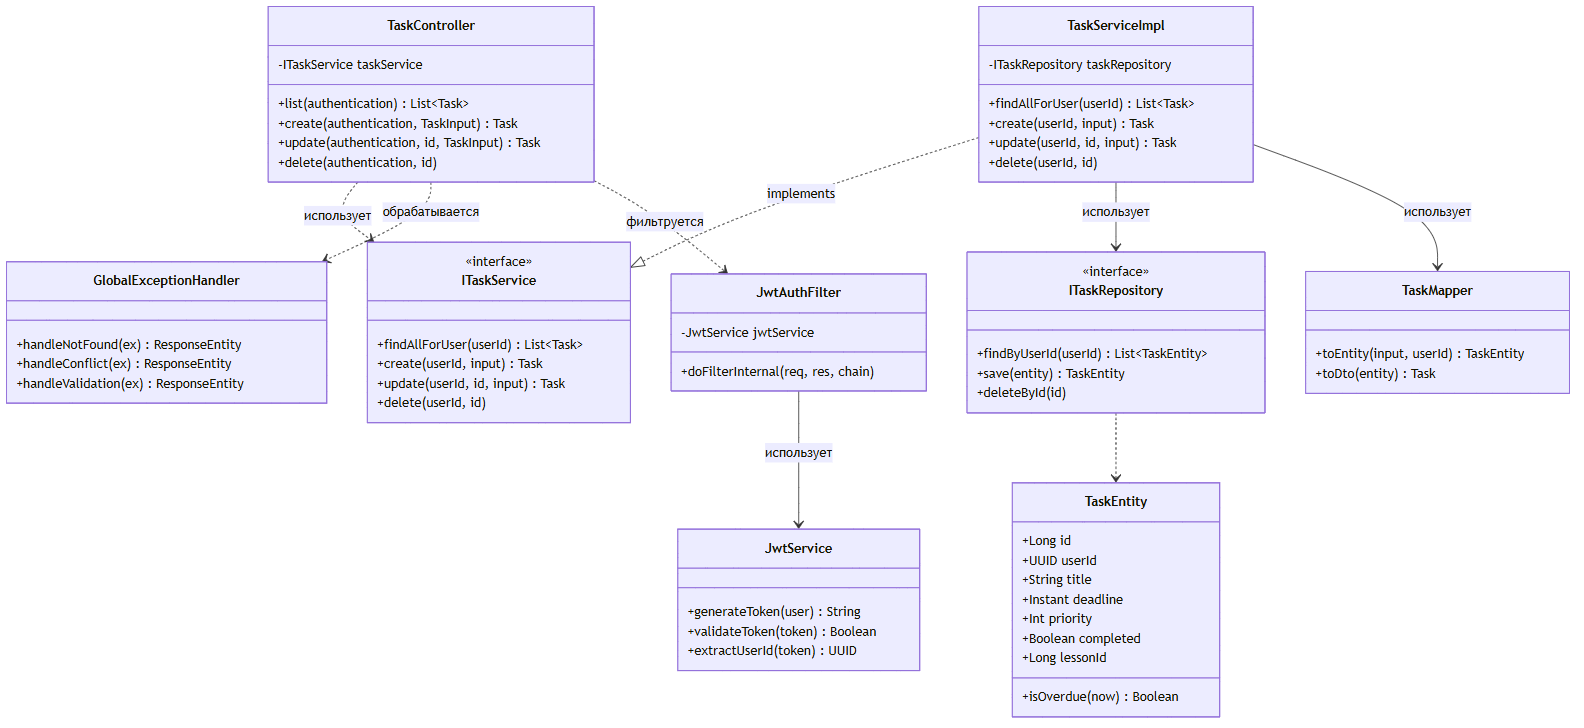 TaskController
-ITaskService taskService
+list(authentication) : List<Task>
+create(authentication, TaskInput) : Task
+update(authentication, id, TaskInput) : Task
+delete(authentication, id)
TaskServiceImpl
-ITaskRepository taskRepository
+findAllForUser(userId) : List<Task>
+create(userId, input) : Task
+update(userId, id, input) : Task
+delete(userId, id)
использует
обрабатывается
фильтруется
implements
использует
использует
GlobalExceptionHandler
+handleNotFound(ex) : ResponseEntity
+handleConflict(ex) : ResponseEntity
+handleValidation(ex) : ResponseEntity
«interface»
ITaskService
+findAllForUser(userId) : List<Task>
+create(userId, input) : Task
+update(userId, id, input) : Task
+delete(userId, id)
JwtAuthFilter
-JwtService jwtService
+doFilterInternal(req, res, chain)
«interface»
ITaskRepository
+findByUserId(userId) : List<TaskEntity>
+save(entity) : TaskEntity
+deleteById(id)
TaskMapper
+toEntity(input, userId) : TaskEntity
+toDto(entity) : Task
использует
JwtService
+generateToken(user) : String
+validateToken(token) : Boolean
+extractUserId(token) : UUID
TaskEntity
+Long id
+UUID userId
+String title
+Instant deadline
+Int priority
+Boolean completed
+Long lessonId
+isOverdue(now) : Boolean